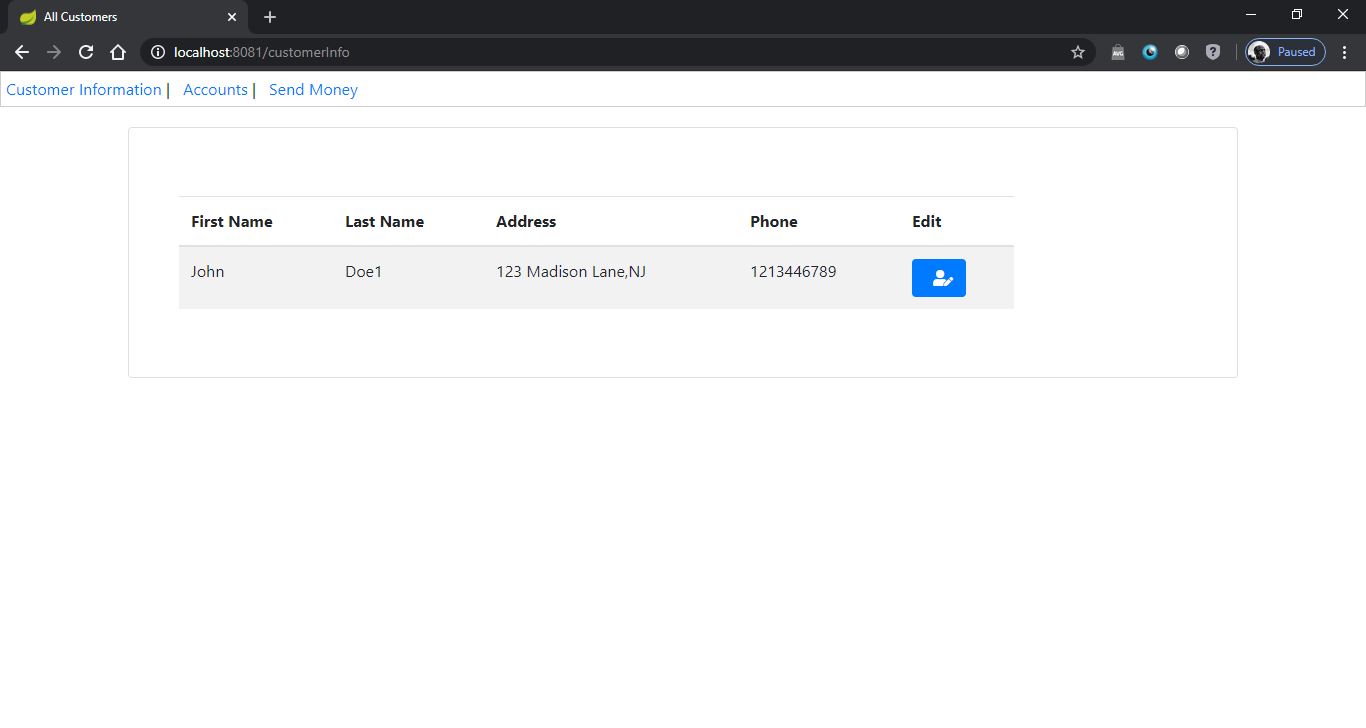 All Customers
localhost:8081/customerInfo
AVG
Paused
Customer Information | Accounts | Send Money
First Name Last Name Address Phone Edit
John Doe1 123 Madison Lane,NJ 1213446789